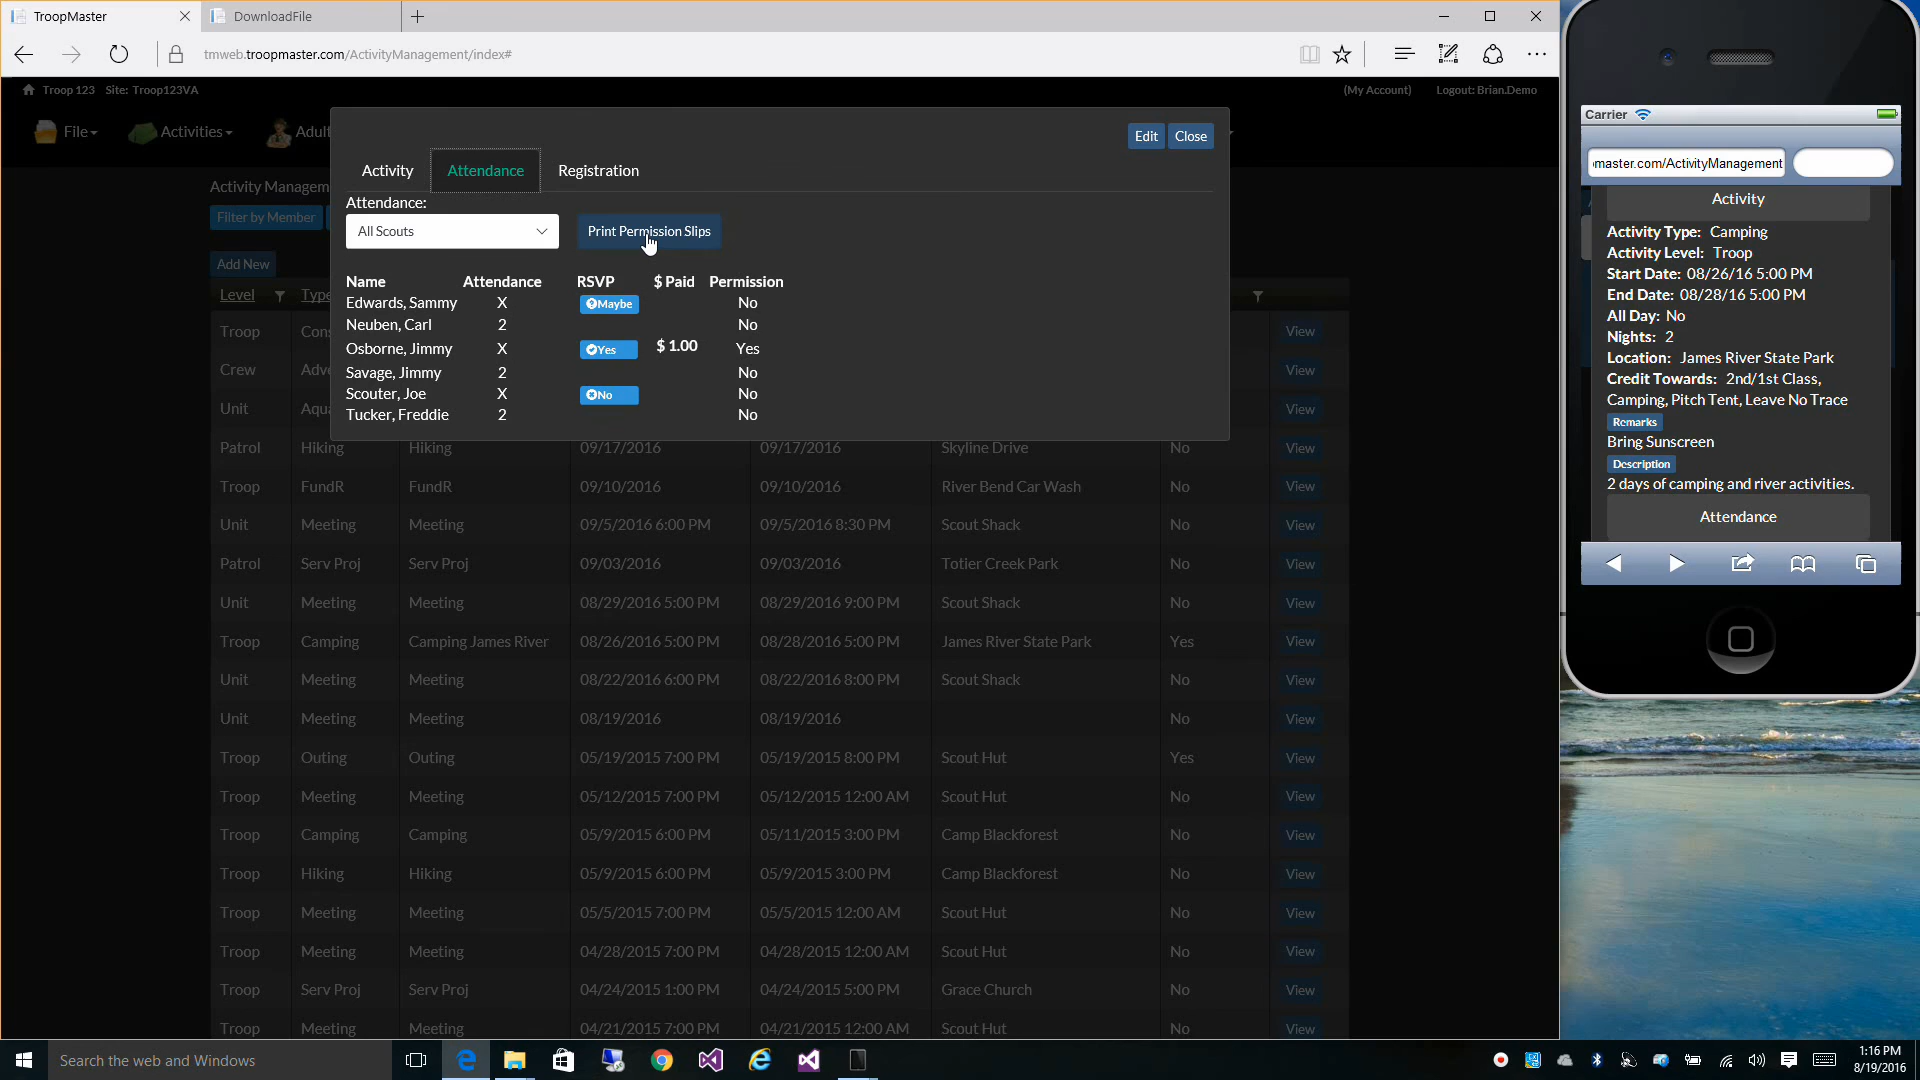 TroopMaster
DownloadFile
tmweb.troopmaster.com/ActivityManagement/index#
Troop 123 Site: Troop123VA
(My Account) Logout: Brian.Demo
File
Activities
Edit Close
Activity Attendance Registration
Activity Managem
Filter by Member
Attendance:
All Scouts
Print Permission Slips
Add New
Name Attendance RSVP $ Paid Permission
Edwards, Sammy X Maybe No
Neuben, Carl 2 No
Osborne, Jimmy X Yes $ 1.00 Yes
Savage, Jimmy 2 No
Scouter, Joe X No No
Tucker, Freddie 2 No
Level Type
Troop Cons View
Crew Adve View
Unit Aqua View
Patrol Hiking Hiking 09/17/2016 09/17/2016 Skyline Drive No View
Troop FundR FundR 09/10/2016 09/10/2016 River Bend Car Wash No View
Unit Meeting Meeting 09/5/2016 6:00 PM 09/5/2016 8:30 PM Scout Shack No View
Patrol Serv Proj Serv Proj 09/03/2016 09/03/2016 Totier Creek Park No View
Unit Meeting Meeting 08/29/2016 5:00 PM 08/29/2016 9:00 PM Scout Shack No View
Troop Camping Camping James River 08/26/2016 5:00 PM 08/28/2016 5:00 PM James River State Park Yes View
Unit Meeting Meeting 08/22/2016 6:00 PM 08/22/2016 8:00 PM Scout Shack No View
Unit Meeting Meeting 08/19/2016 08/19/2016 No View
Troop Outing Outing 05/19/2015 7:00 PM 05/19/2015 8:00 PM Scout Hut Yes View
Troop Meeting Meeting 05/12/2015 7:00 PM 05/12/2015 12:00 AM Scout Hut No View
Troop Camping Camping 05/9/2015 6:00 PM 05/11/2015 3:00 PM Camp Blackforest No View
Troop Hiking Hiking 05/9/2015 6:00 PM 05/9/2015 3:00 PM Camp Blackforest No View
Troop Meeting Meeting 05/5/2015 7:00 PM 05/5/2015 12:00 AM Scout Hut No View
Troop Meeting Meeting 04/28/2015 7:00 PM 04/28/2015 12:00 AM Scout Hut No View
Troop Serv Proj Serv Proj 04/24/2015 1:00 PM 04/24/2015 5:00 PM Grace Church No View
Troop Meeting Meeting 04/21/2015 7:00 PM 04/21/2015 12:00 AM Scout Hut No View
Carrier
master.com/ActivityManagement
Activity
Activity Type: Camping
Activity Level: Troop
Start Date: 08/26/16 5:00 PM
End Date: 08/28/16 5:00 PM
All Day: No
Nights: 2
Location: James River State Park
Credit Towards: 2nd/1st Class,
Camping, Pitch Tent, Leave No Trace
Remarks
Bring Sunscreen
Description
2 days of camping and river activities.
Attendance
Search the web and Windows
1:16 PM
8/19/2016